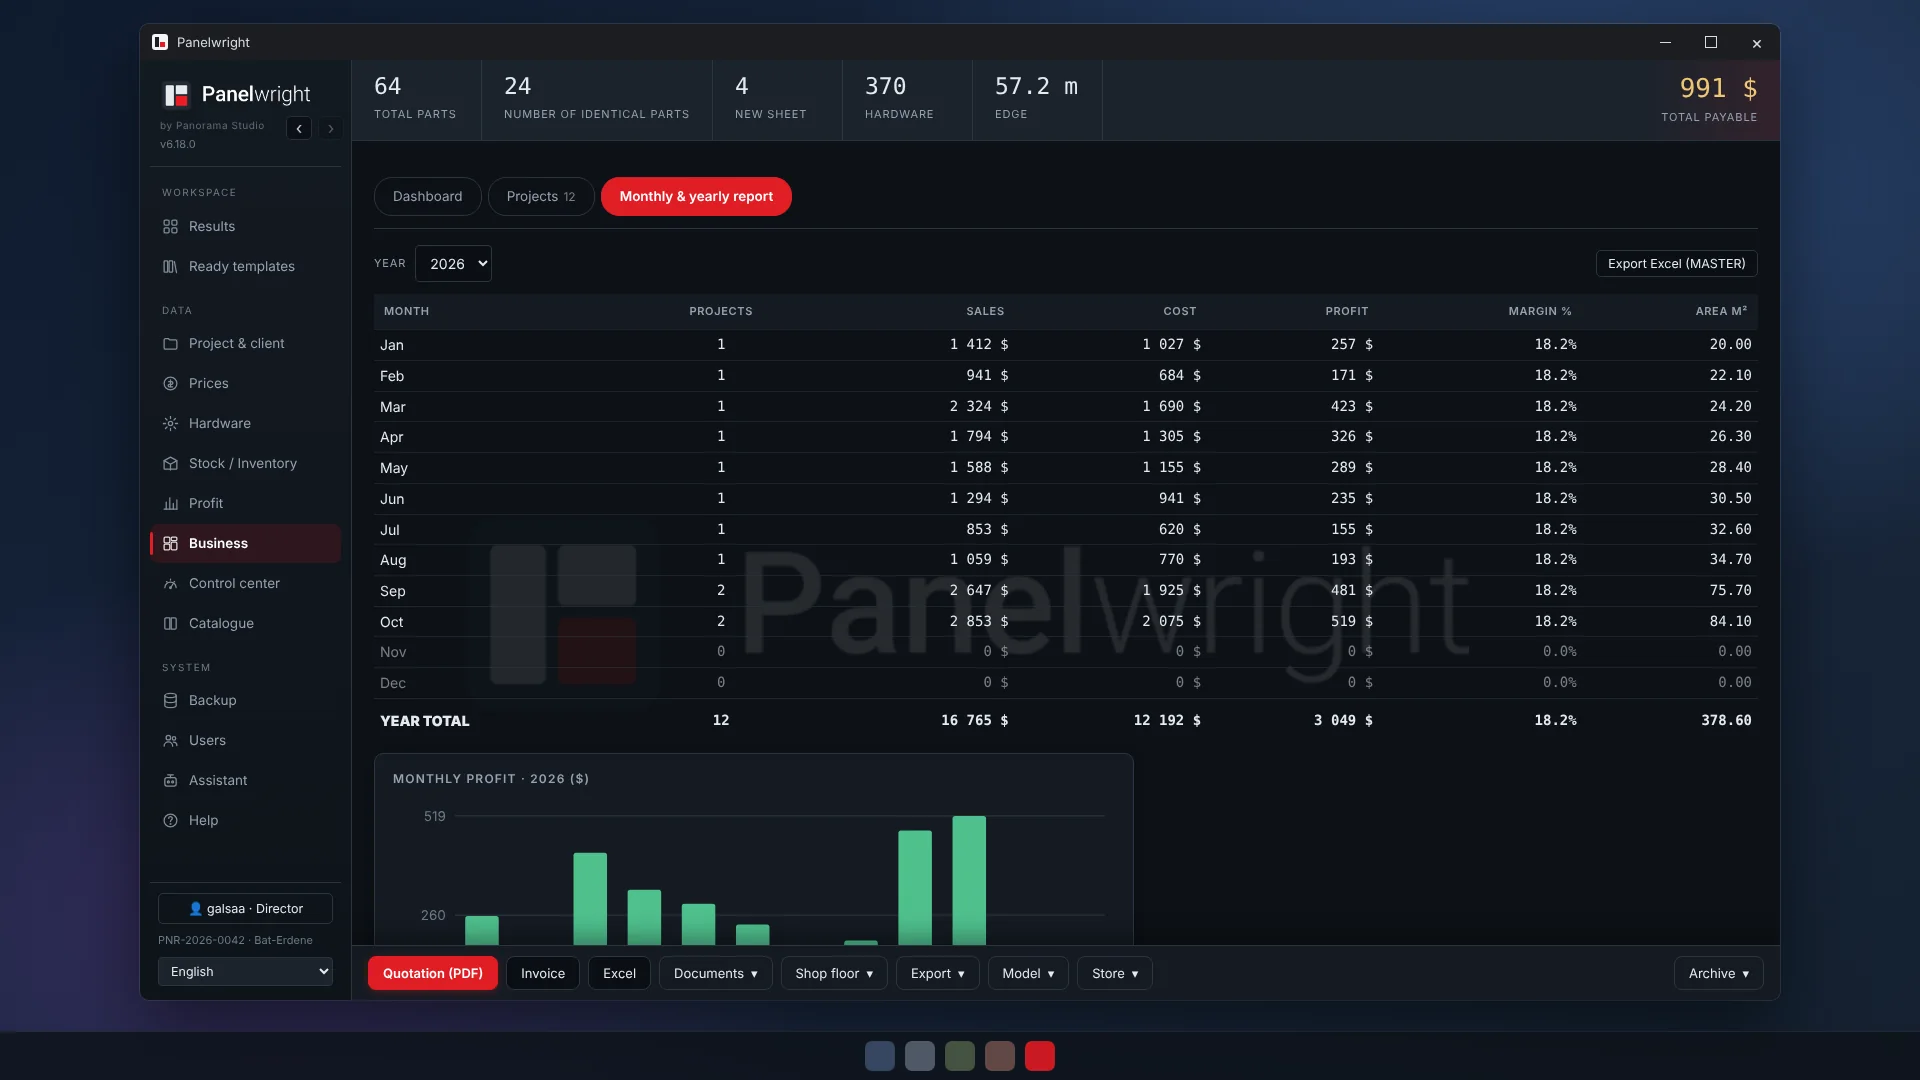 Panelwright
Panelwright
by Panorama Studio
v6.18.0
WORKSPACE
Results
Ready templates
DATA
Project & client
Prices
Hardware
Stock / Inventory
Profit
Business
Control center
Catalogue
SYSTEM
Backup
Users
Assistant
Help
galsaa · Director
PNR-2026-0042 · Bat-Erdene
English
64
TOTAL PARTS
24
NUMBER OF IDENTICAL PARTS
4
NEW SHEET
370
HARDWARE
57.2 m
EDGE
991 $
TOTAL PAYABLE
Dashboard Projects 12 Monthly & yearly report
YEAR 2026 Export Excel (MASTER)
MONTH PROJECTS SALES COST PROFIT MARGIN % AREA M²
Jan 1 1 412 $ 1 027 $ 257 $ 18.2% 20.00
Feb 1 941 $ 684 $ 171 $ 18.2% 22.10
Mar 1 2 324 $ 1 690 $ 423 $ 18.2% 24.20
Apr 1 1 794 $ 1 305 $ 326 $ 18.2% 26.30
May 1 1 588 $ 1 155 $ 289 $ 18.2% 28.40
Jun 1 1 294 $ 941 $ 235 $ 18.2% 30.50
Jul 1 853 $ 620 $ 155 $ 18.2% 32.60
Aug 1 1 059 $ 770 $ 193 $ 18.2% 34.70
Sep 2 2 647 $ 1 925 $ 481 $ 18.2% 75.70
Oct 2 2 853 $ 2 075 $ 519 $ 18.2% 84.10
Nov 0 0 $ 0 $ 0 $ 0.0% 0.00
Dec 0 0 $ 0 $ 0 $ 0.0% 0.00
YEAR TOTAL 12 16 765 $ 12 192 $ 3 049 $ 18.2% 378.60
Panelwright
MONTHLY PROFIT · 2026 ($)
519
260
Quotation (PDF) Invoice Excel Documents Shop floor Export Model Store Archive